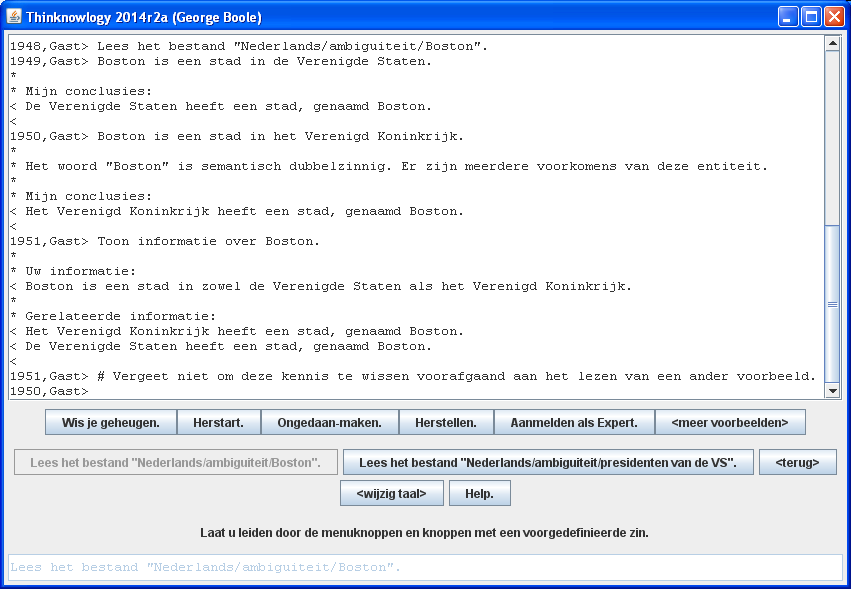 Thinknowlogy 2014r2a (George Boole)
1948,Gast> Lees het bestand "Nederlands/ambiguiteit/Boston".
1949,Gast> Boston is een stad in de Verenigde Staten.
*
* Mijn conclusies:
< De Verenigde Staten heeft een stad, genaamd Boston.
<
1950,Gast> Boston is een stad in het Verenigd Koninkrijk.
*
* Het woord "Boston" is semantisch dubbelzinnig. Er zijn meerdere voorkomens van deze entiteit.
*
* Mijn conclusies:
< Het Verenigd Koninkrijk heeft een stad, genaamd Boston.
<
1951,Gast> Toon informatie over Boston.
*
* Uw informatie:
< Boston is een stad in zowel de Verenigde Staten als het Verenigd Koninkrijk.
*
* Gerelateerde informatie:
< Het Verenigd Koninkrijk heeft een stad, genaamd Boston.
< De Verenigde Staten heeft een stad, genaamd Boston.
<
1951,Gast> # Vergeet niet om deze kennis te wissen voorafgaand aan het lezen van een ander voorbeeld.
1950,Gast>
Wis je geheugen. Herstart. Ongedaan-maken. Herstellen. Aanmelden als Expert. <meer voorbeelden>
Lees het bestand "Nederlands/ambiguiteit/Boston". Lees het bestand "Nederlands/ambiguiteit/presidenten van de VS". <terug>
<wijzig taal> Help.
Laat u leiden door de menuknoppen en knoppen met een voorgedefinieerde zin.
Lees het bestand "Nederlands/ambiguiteit/Boston".